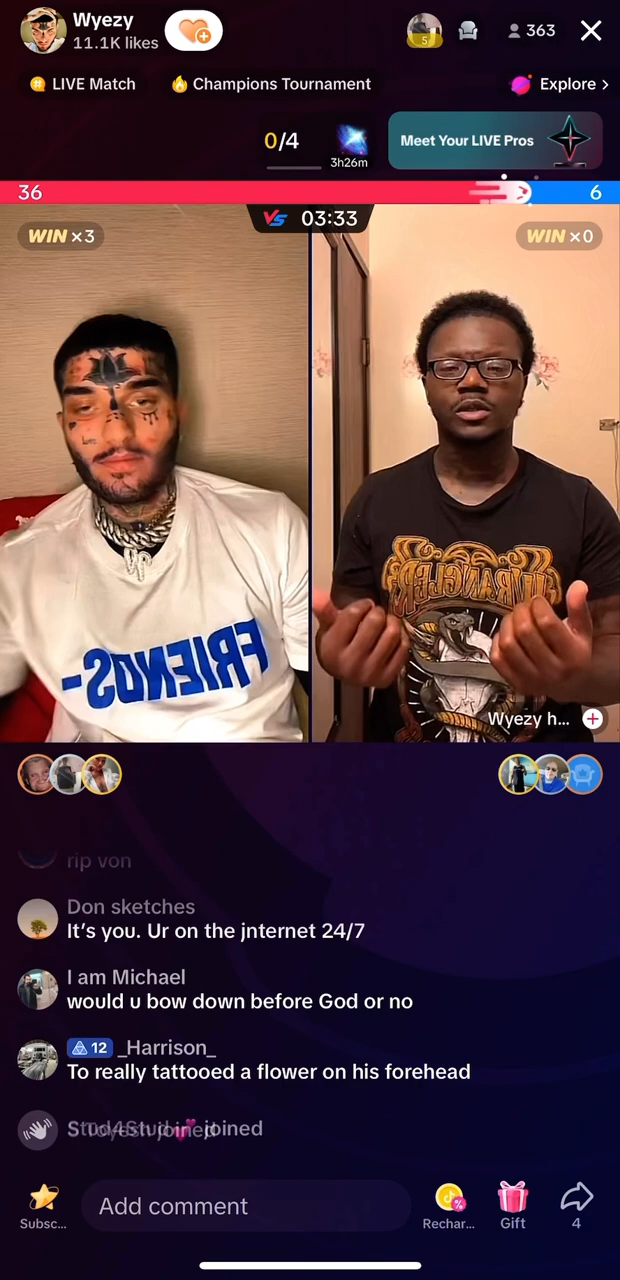 Wyezy
11.1K likes
5
363
LIVE Match
Champions Tournament
Explore >
0/4
3h26m
Meet Your LIVE Pros
36
6
VS 03:33
WIN ×3
WIN ×0
FRIENDS-
WRANGLER
Wyezy h...
rip von
Don sketches
It's you. Ur on the jnternet 24/7
I am Michael
would u bow down before God or no
12 _Harrison_
To really tattooed a flower on his forehead
joined
Add comment
Subsc...
Rechar...
Gift
4